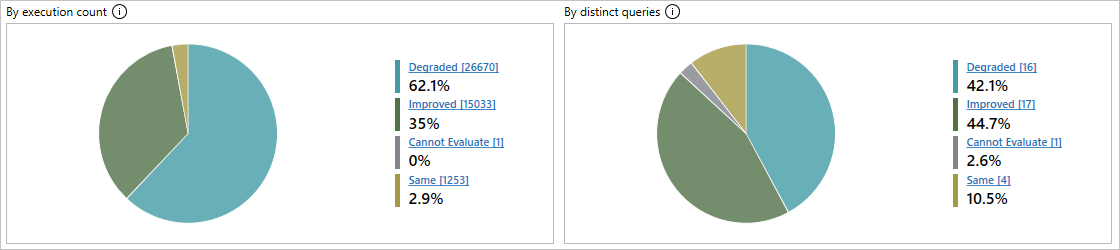 By execution count
Degraded [26670]
62.1%
Improved [15033]
35%
Cannot Evaluate [1]
0%
Same [1253]
2.9%
By distinct queries
Degraded [16]
42.1%
Improved [17]
44.7%
Cannot Evaluate [1]
2.6%
Same [4]
10.5%